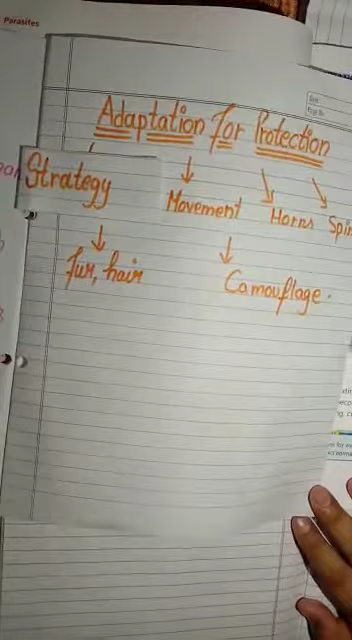 Parasites
Adaptation For Protection
Strategy Movement Horns
Fur, hair Camouflage.